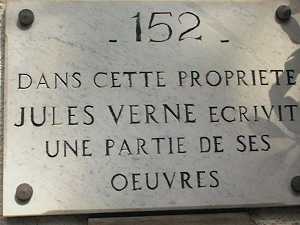 - 152 -
DANS CETTE PROPRIETE
JULES VERNE ECRIVIT
UNE PARTIE DE SES
OEUVRES